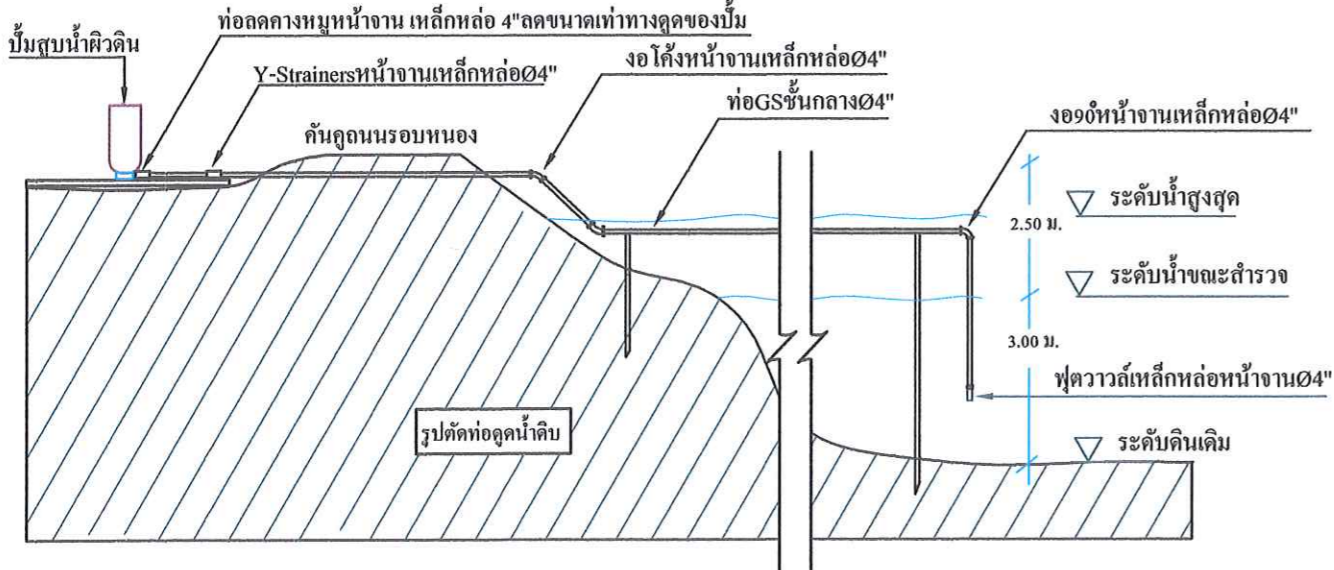 ท่อลดคางหมูหน้าจาน เหล็กหล่อ 4"ลดขนาดเท่าทางดูดของปั๊ม
ปั๊มสูบน้ำผิวดิน
งอโค้งหน้าจานเหล็กหล่อØ4"
Y-Strainersหน้าจานเหล็กหล่อØ4"
ท่อGSชั้นกลางØ4"
งอ90ํหน้าจานเหล็กหล่อØ4"
คันคูถนนรอบหนอง
ระดับน้ำสูงสุด
2.50 ม.
ระดับน้ำขณะสำรวจ
3.00 ม.
ฟุตวาวล์เหล็กหล่อหน้าจานØ4"
รูปตัดท่อดูดน้ำดิบ
ระดับดินเดิม